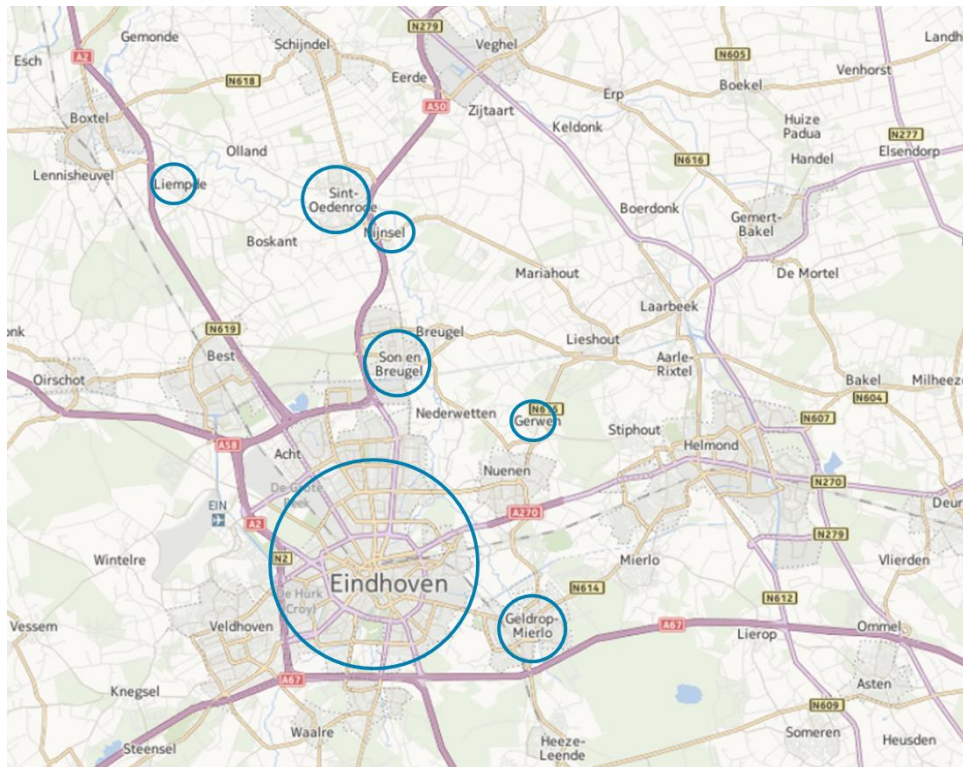 Gemonde
N279
Landh
A2
Schijndel
Veghel
N605
Esch
Venhorst
Eerde
N618
Boekel
Erp
A50
Zijtaart
Boxtel
Huize
Padua
Keldonk
N277
Olland
Elsendorp
N616
Handel
Lennisheuvel
Liempde
Sint-
Oedenrode
Boerdonk
Gemert-
Bakel
Nijnsel
Boskant
Mariahout
De Mortel
Laarbeek
N619
onk
Breugel
Lieshout
Best
Son en
Breugel
Aarle-
Rixtel
Oirschot
Bakel
Milheeze
N604
Nederwetten
N615
Gerwen
N607
Stiphout
A58
Helmond
Acht
Nuenen
De Grote
Beek
N270
EIN
A270
Deur
A2
N279
Wintelre
N2
Mierlo
Vlierden
Eindhoven
N614
De Hurk
(Croy)
N612
Geldrop-
Mierlo
Vessem
Veldhoven
A67
Lierop
Ommel
A67
Knegsel
Asten
N609
Waalre
Someren
Steensel
Heeze-
Leende
Heusden